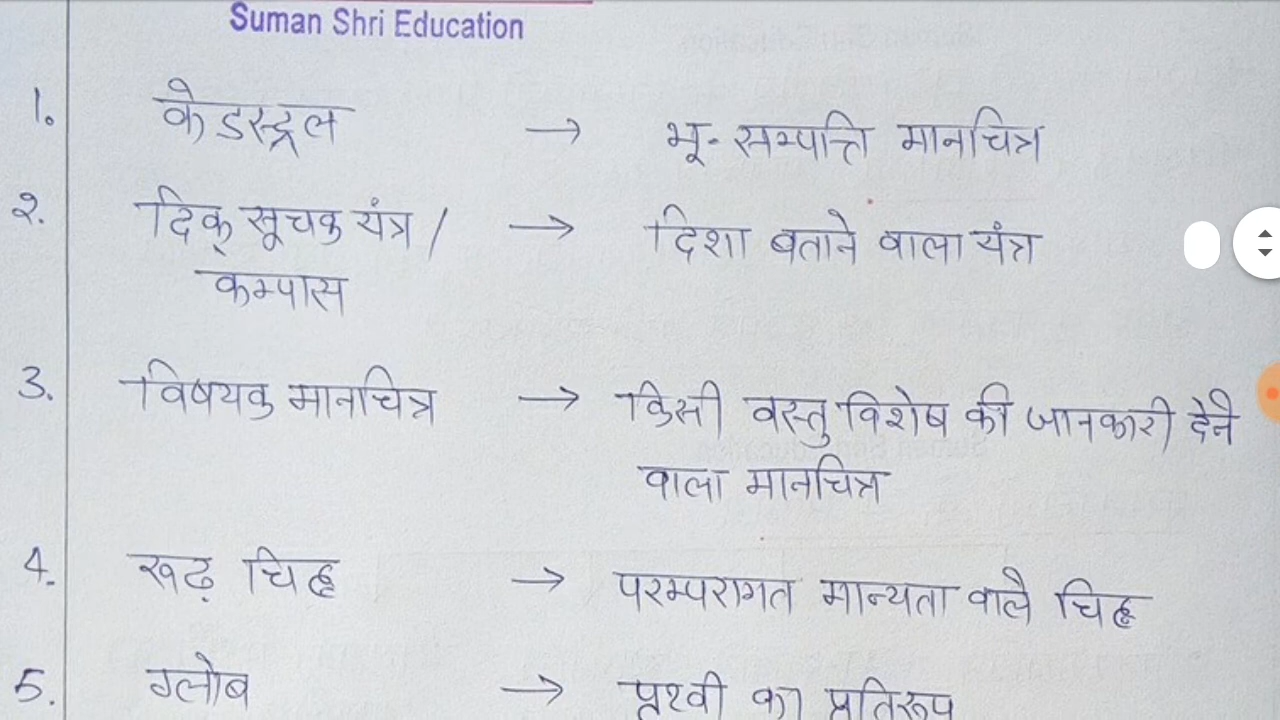 Suman Shri Education
1. केडस्ट्रल → भू-सम्पत्ति मानचित्र
२. दिक् सूचक यंत्र / → दिशा बताने वाला यंत्र
कम्पास
3. विषयक मानचित्र → किसी वस्तु विशेष की जानकारी देने
वाला मानचित्र
4. रूढ़ चिह्न → परम्परागत मान्यता वाले चिह्न
5. ग्लोब → पृथ्वी का प्रतिरूप